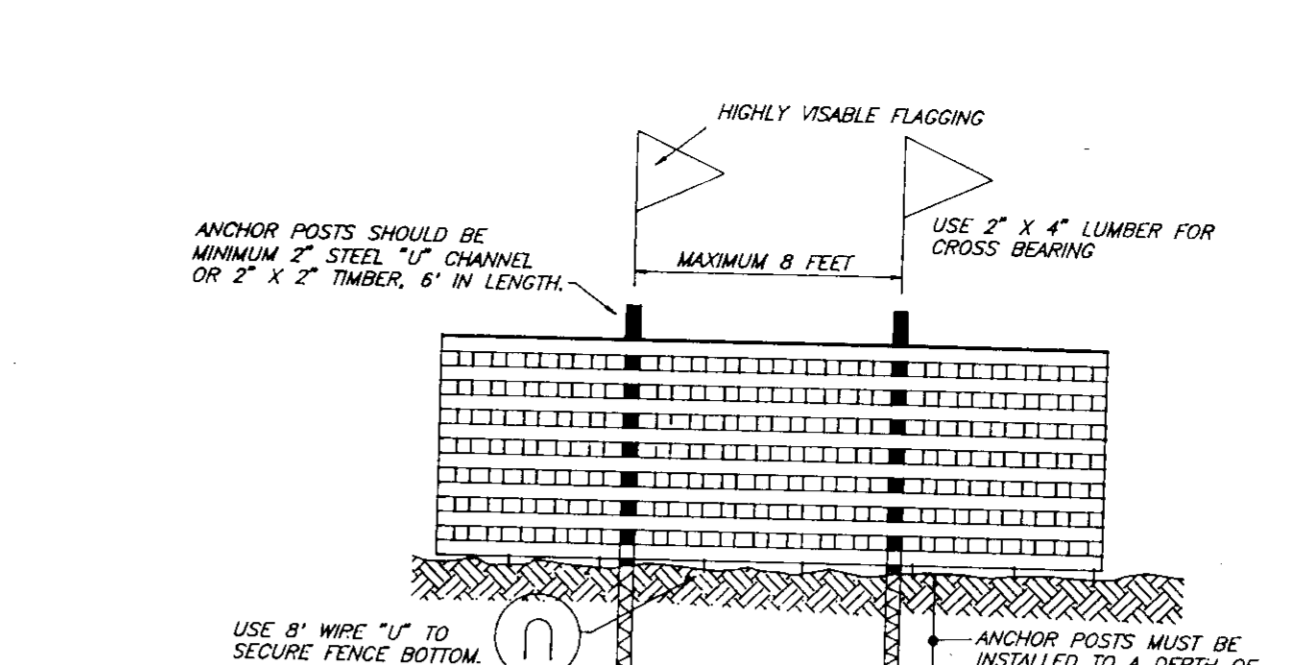 HIGHLY VISABLE FLAGGING
ANCHOR POSTS SHOULD BE
MINIMUM 2" STEEL "U" CHANNEL
OR 2" X 2" TIMBER, 6' IN LENGTH.
USE 2" X 4" LUMBER FOR
CROSS BEARING
MAXIMUM 8 FEET
USE 8' WIRE "U" TO
SECURE FENCE BOTTOM.
ANCHOR POSTS MUST BE
INSTALLED TO A DEPTH OF